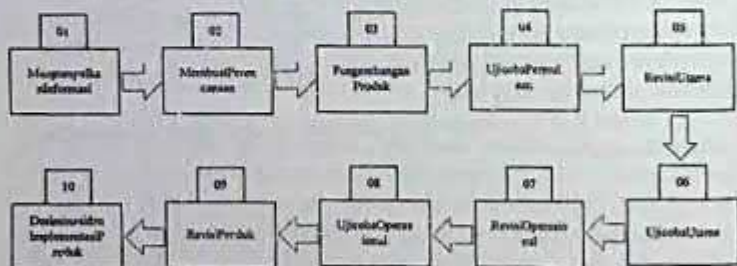 01
02
03
04
05
Mengumpulka
nInformasi
MembuatPeren
canaan
Pengembangan
Produk
UjicobaPermul
aan
RevisiUtama
10
09
08
07
06
Desiminasidan
ImplementasiP
roduk
RevisiProduk
UjicobaOperas
ional
RevisiOperasio
nal
UjicobaUtama